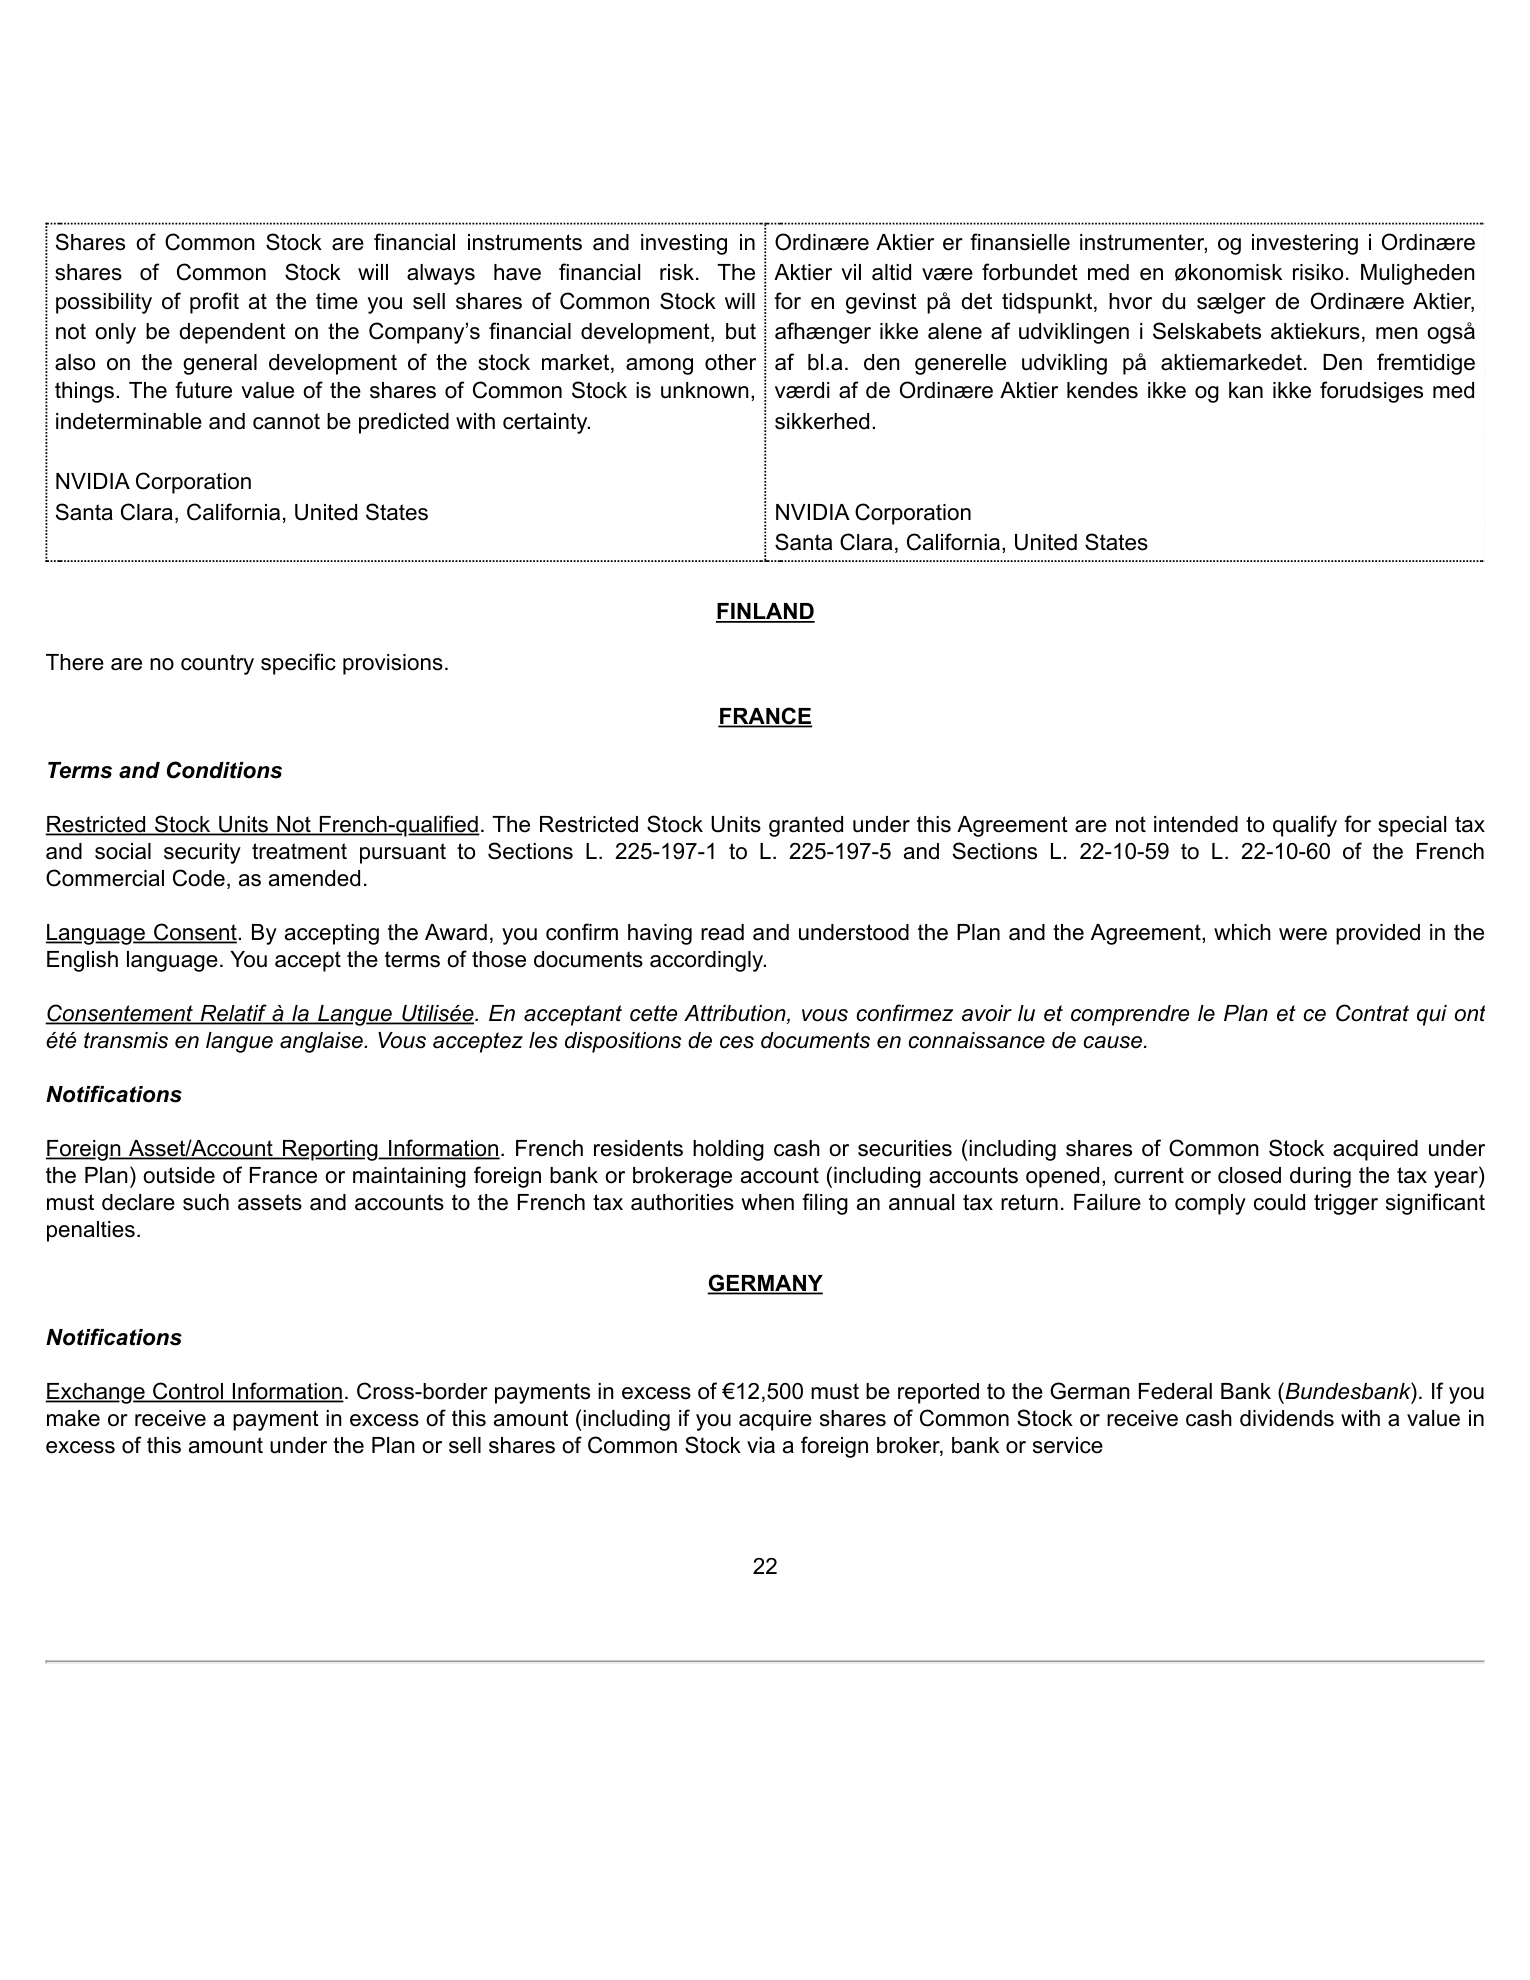 Shares of Common Stock are financial instruments and investing in
shares of Common Stock will always have financial risk. The
possibility of profit at the time you sell shares of Common Stock will
not only be dependent on the Company’s financial development, but
also on the general development of the stock market, among other
things. The future value of the shares of Common Stock is unknown,
indeterminable and cannot be predicted with certainty.
NVIDIA Corporation
Santa Clara, California, United States
Ordinære Aktier er finansielle instrumenter, og investering i Ordinære
Aktier vil altid være forbundet med en økonomisk risiko. Muligheden
for en gevinst på det tidspunkt, hvor du sælger de Ordinære Aktier,
afhænger ikke alene af udviklingen i Selskabets aktiekurs, men også
af bl.a. den generelle udvikling på aktiemarkedet. Den fremtidige
værdi af de Ordinære Aktier kendes ikke og kan ikke forudsiges med
sikkerhed.
NVIDIA Corporation
Santa Clara, California, United States
FINLAND
There are no country specific provisions.
FRANCE
Terms and Conditions
Restricted Stock Units Not French-qualified. The Restricted Stock Units granted under this Agreement are not intended to qualify for special tax
and social security treatment pursuant to Sections L. 225-197-1 to L. 225-197-5 and Sections L. 22-10-59 to L. 22-10-60 of the French
Commercial Code, as amended.
Language Consent. By accepting the Award, you confirm having read and understood the Plan and the Agreement, which were provided in the
English language. You accept the terms of those documents accordingly.
Consentement Relatif à la Langue Utilisée. En acceptant cette Attribution, vous confirmez avoir lu et comprendre le Plan et ce Contrat qui ont
été transmis en langue anglaise. Vous acceptez les dispositions de ces documents en connaissance de cause.
Notifications
Foreign Asset/Account Reporting Information. French residents holding cash or securities (including shares of Common Stock acquired under
the Plan) outside of France or maintaining foreign bank or brokerage account (including accounts opened, current or closed during the tax year)
must declare such assets and accounts to the French tax authorities when filing an annual tax return. Failure to comply could trigger significant
penalties.
GERMANY
Notifications
Exchange Control Information. Cross-border payments in excess of €12,500 must be reported to the German Federal Bank (Bundesbank). If you
make or receive a payment in excess of this amount (including if you acquire shares of Common Stock or receive cash dividends with a value in
excess of this amount under the Plan or sell shares of Common Stock via a foreign broker, bank or service
22